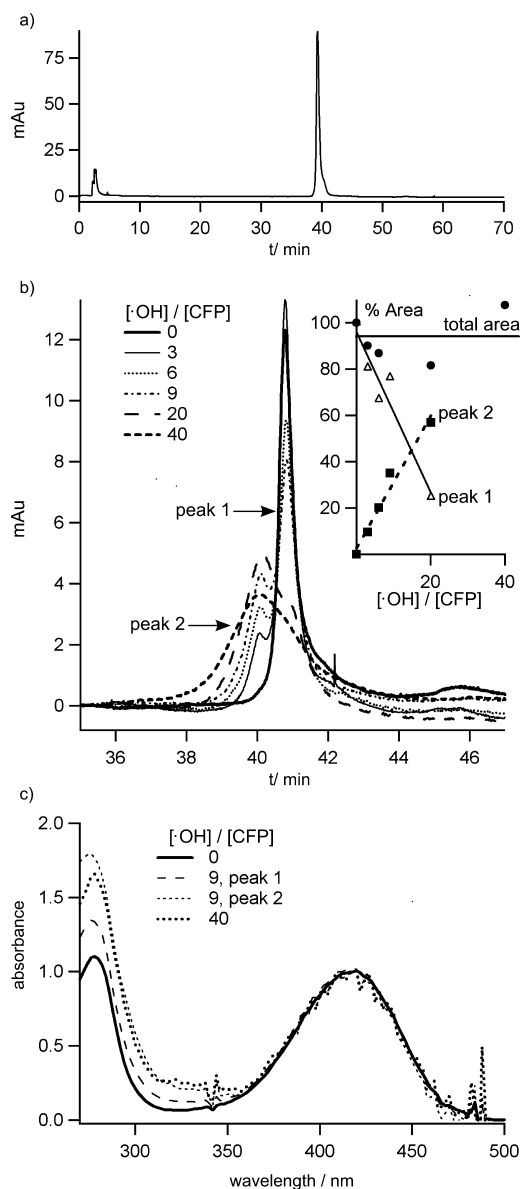 a)
75
50
25
0
mAu
0 10 20 30 40 50 60 70
t/ min
b)
[·OH] / [CFP]
0
3
6
9
20
40
12
10
8
6
4
2
0
mAu
peak 1
peak 2
36 38 40 42 44 46
t/ min
% Area
total area
100
80
60
40
20
peak 2
peak 1
20 40
[·OH] / [CFP]
c)
2.0
1.5
1.0
0.5
0.0
absorbance
[·OH] / [CFP]
0
9, peak 1
9, peak 2
40
300 350 400 450 500
wavelength / nm